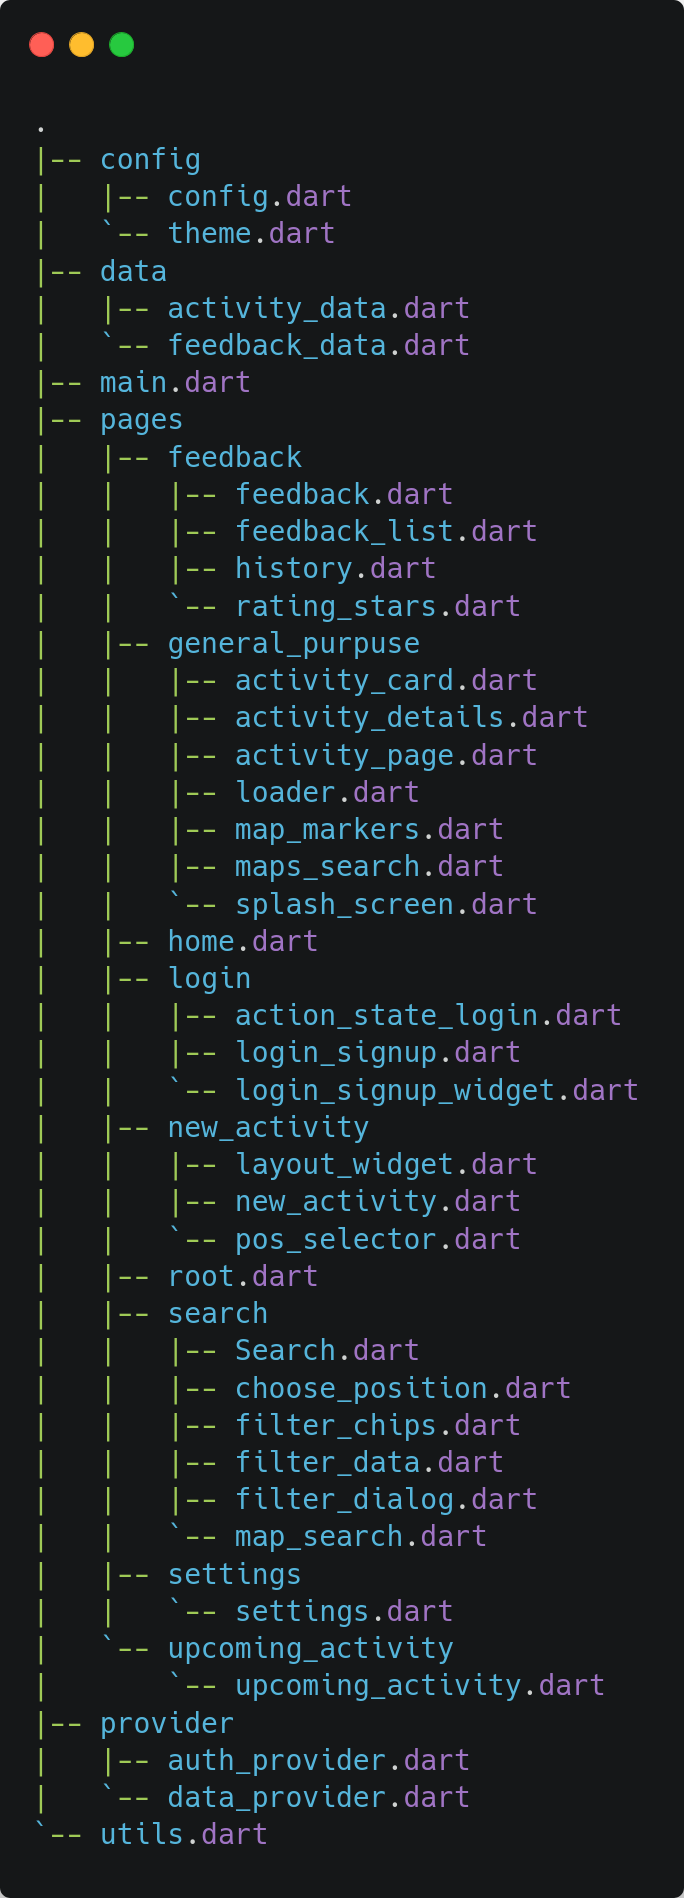 .
|-- config
|   |-- config.dart
|   `-- theme.dart
|-- data
|   |-- activity_data.dart
|   `-- feedback_data.dart
|-- main.dart
|-- pages
|   |-- feedback
|   |   |-- feedback.dart
|   |   |-- feedback_list.dart
|   |   |-- history.dart
|   |   `-- rating_stars.dart
|   |-- general_purpuse
|   |   |-- activity_card.dart
|   |   |-- activity_details.dart
|   |   |-- activity_page.dart
|   |   |-- loader.dart
|   |   |-- map_markers.dart
|   |   |-- maps_search.dart
|   |   `-- splash_screen.dart
|   |-- home.dart
|   |-- login
|   |   |-- action_state_login.dart
|   |   |-- login_signup.dart
|   |   `-- login_signup_widget.dart
|   |-- new_activity
|   |   |-- layout_widget.dart
|   |   |-- new_activity.dart
|   |   `-- pos_selector.dart
|   |-- root.dart
|   |-- search
|   |   |-- Search.dart
|   |   |-- choose_position.dart
|   |   |-- filter_chips.dart
|   |   |-- filter_data.dart
|   |   |-- filter_dialog.dart
|   |   `-- map_search.dart
|   |-- settings
|   |   `-- settings.dart
|   `-- upcoming_activity
|       `-- upcoming_activity.dart
|-- provider
|   |-- auth_provider.dart
|   `-- data_provider.dart
`-- utils.dart